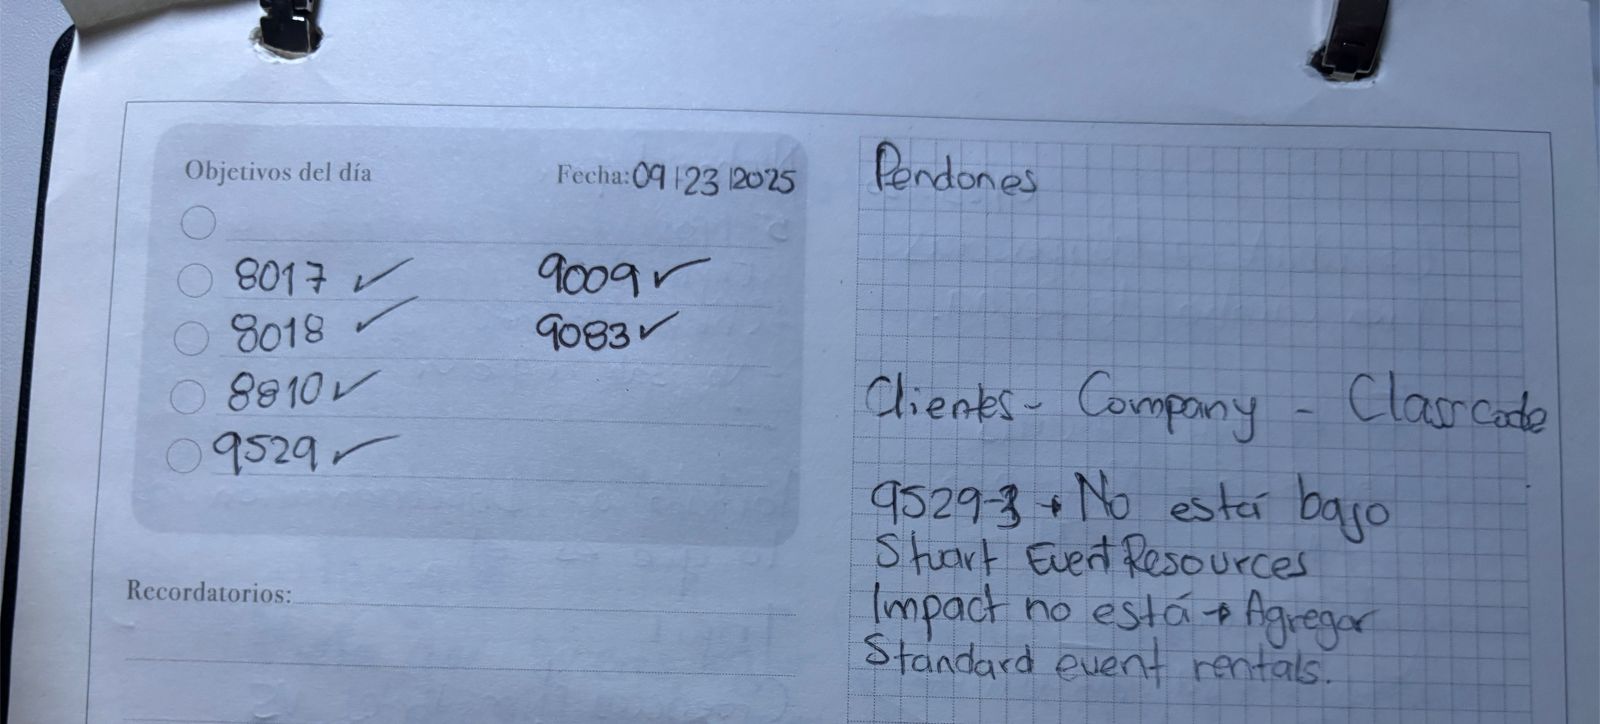 Objetivos del día Fecha: 09/23/2025
8017 ✓ 9009 ✓
8018 ✓ 9083 ✓
8810 ✓
9529 ✓
Recordatorios:
Pendones
Clientes - Company - Class code
9529-3 → No está bajo
Stuart Event Resources
Impact no está → Agregar
Standard event rentals.